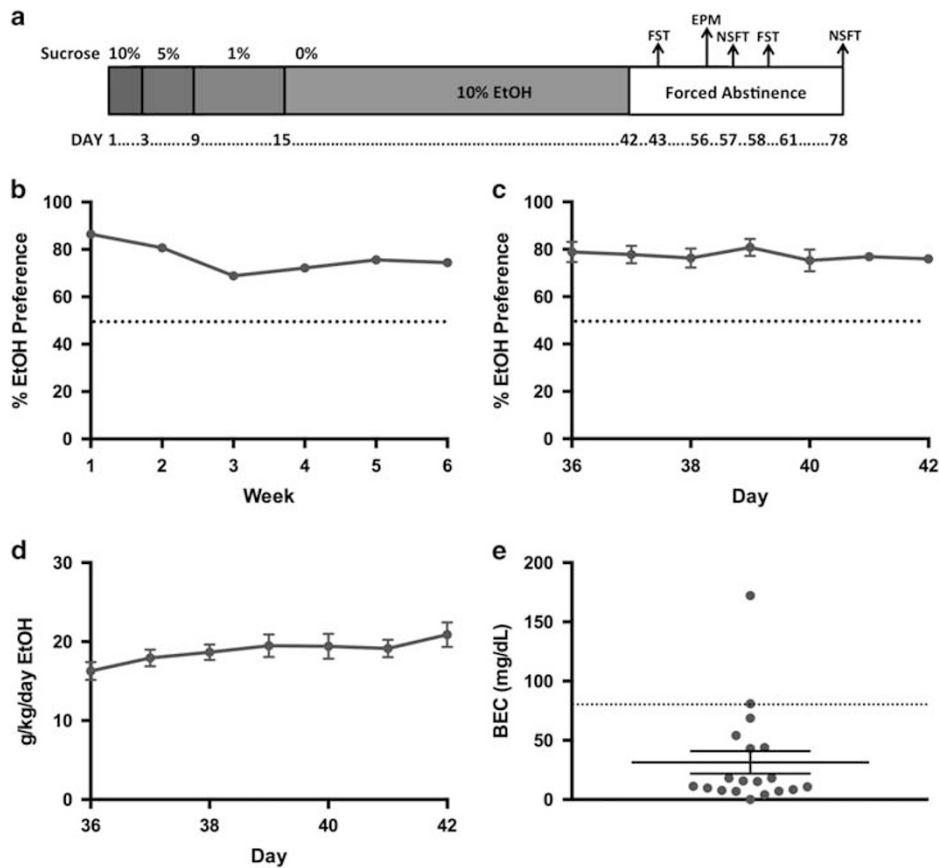 a
EPM
FST NSFT FST NSFT
Sucrose 10% 5% 1% 0%
10% EtOH Forced Abstinence
DAY 1.....3.........9..............15.............................................................42..43.....56...57...58...61.......78
b
100
80
60
40
20
0
% EtOH Preference
1 2 3 4 5 6
Week
c
100
80
60
40
20
0
% EtOH Preference
36 38 40 42
Day
d
30
20
10
0
g/kg/day EtOH
36 38 40 42
Day
e
200
150
100
50
0
BEC (mg/dL)